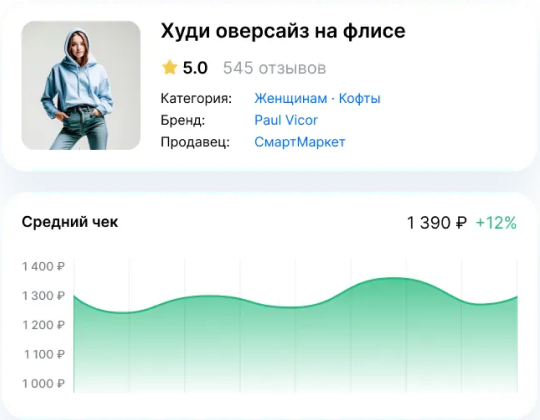 Худи оверсайз на флисе
5.0 545 отзывов
Категория: Женщинам · Кофты
Бренд: Paul Vicor
Продавец: СмартМаркет
Средний чек 1 390 ₽ +12%
1 400 ₽
1 300 ₽
1 200 ₽
1 100 ₽
1 000 ₽